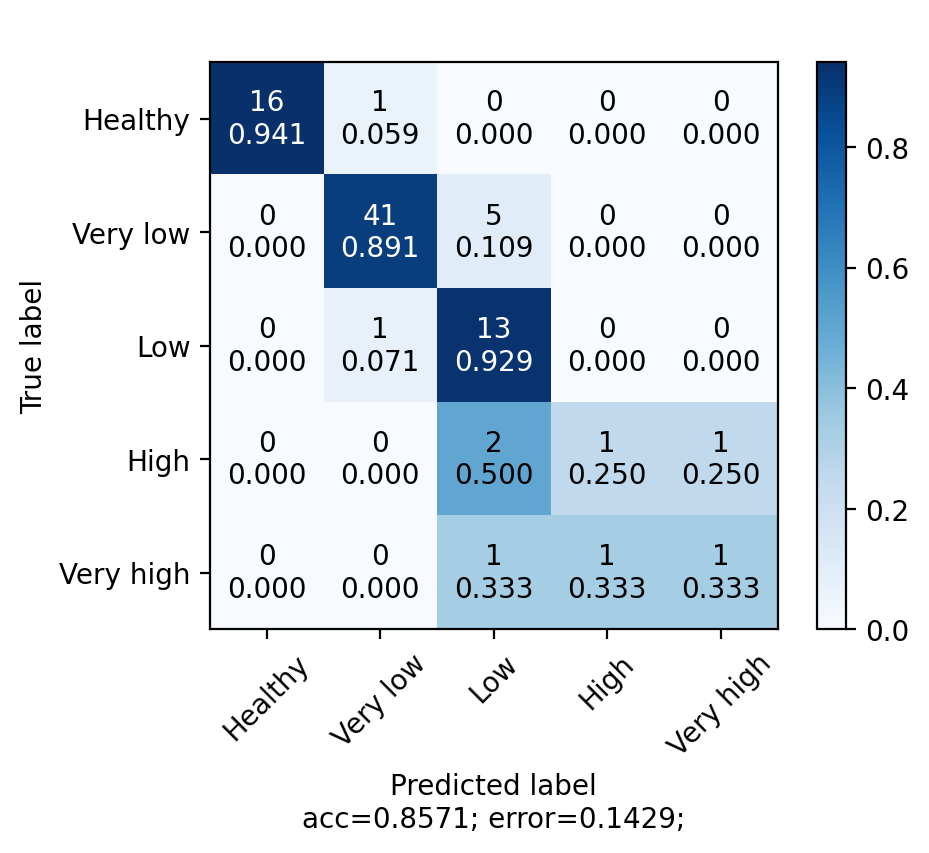 Healthy 16 1 0 0 0
0.941 0.059 0.000 0.000 0.000
Very low 0 41 5 0 0
0.000 0.891 0.109 0.000 0.000
Low 0 1 13 0 0
0.000 0.071 0.929 0.000 0.000
High 0 0 2 1 1
0.000 0.000 0.500 0.250 0.250
Very high 0 0 1 1 1
0.000 0.000 0.333 0.333 0.333
True label
Healthy Very low Low High Very high
Predicted label
acc=0.8571; error=0.1429;
0.8
0.6
0.4
0.2
0.0